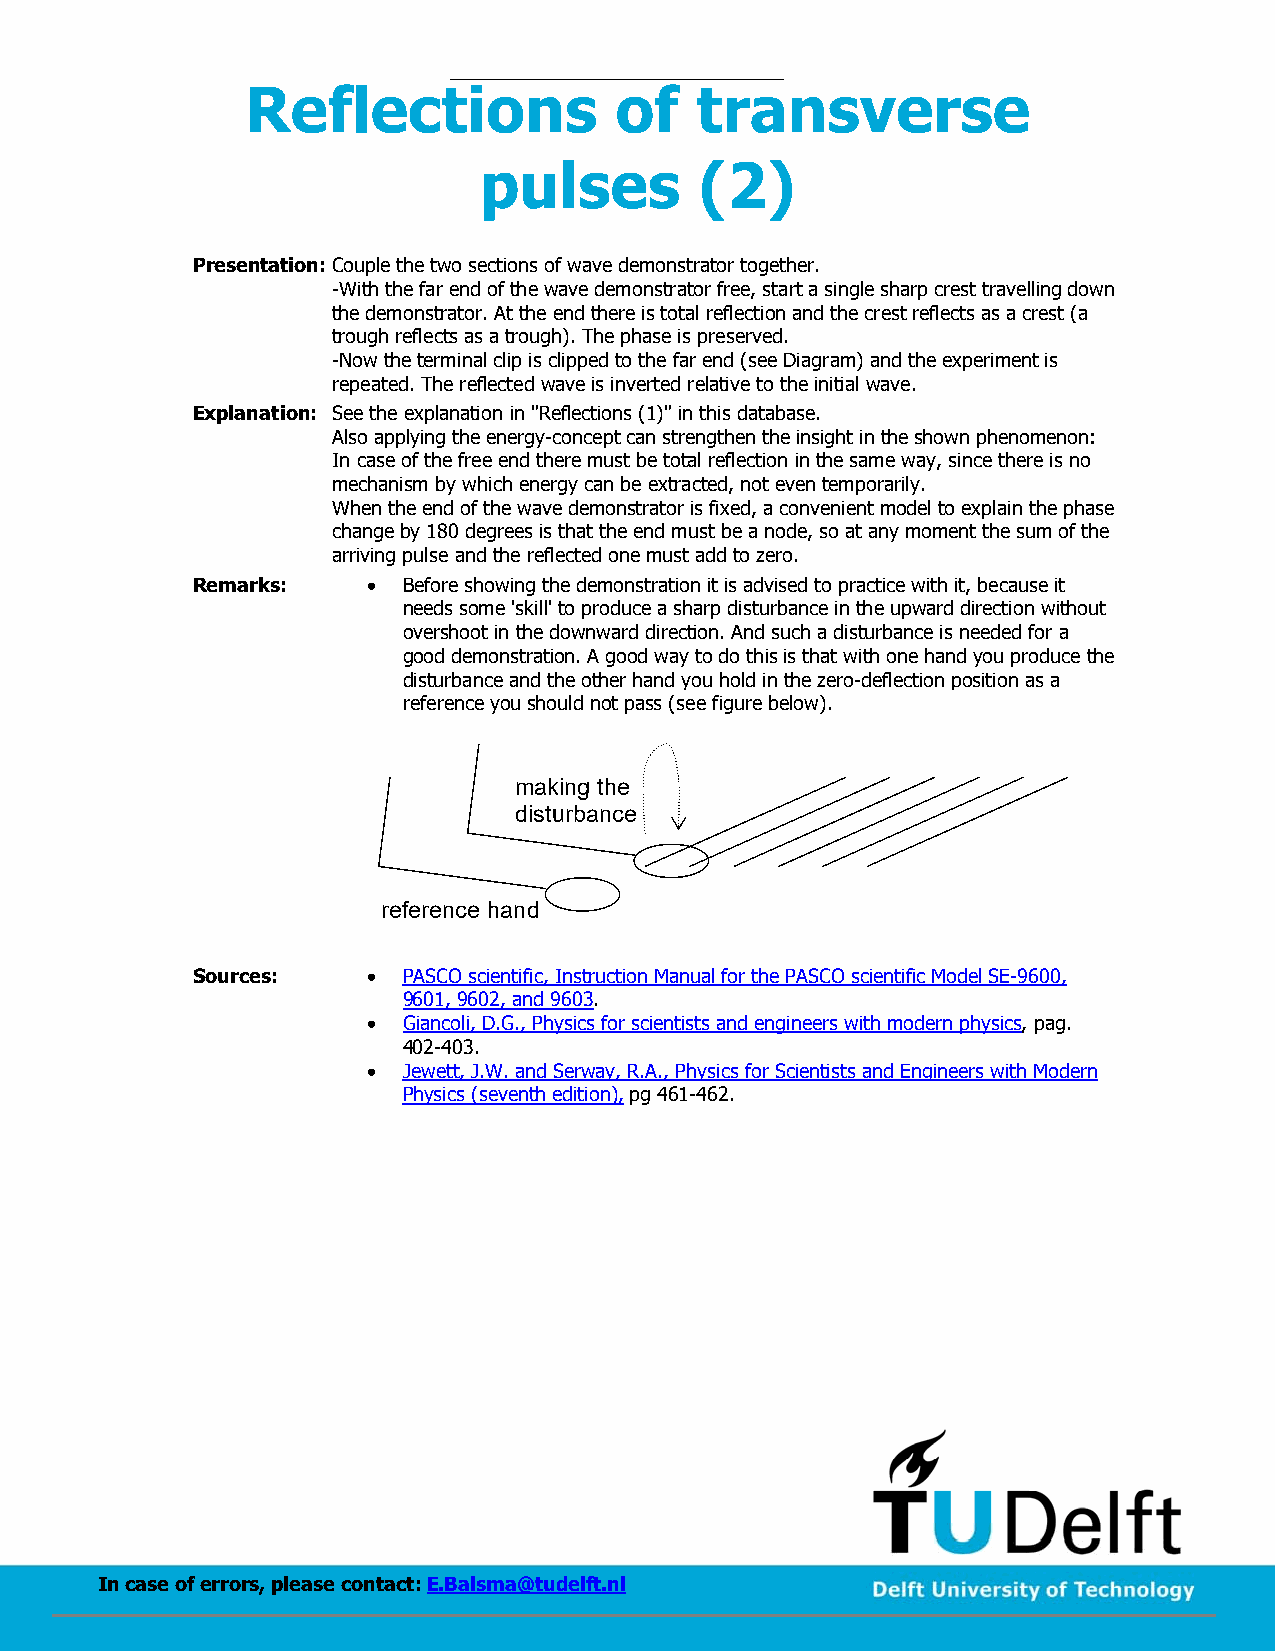 Reflections of transverse
pulses (2)
Presentation: Couple the two sections of wave demonstrator together.
-With the far end of the wave demonstrator free, start a single sharp crest travelling down
the demonstrator. At the end there is total reflection and the crest reflects as a crest (a
trough reflects as a trough). The phase is preserved.
-Now the terminal clip is clipped to the far end (see Diagram) and the experiment is
repeated. The reflected wave is inverted relative to the initial wave.
Explanation: See the explanation in "Reflections (1)" in this database.
Also applying the energy-concept can strengthen the insight in the shown phenomenon:
In case of the free end there must be total reflection in the same way, since there is no
mechanism by which energy can be extracted, not even temporarily.
When the end of the wave demonstrator is fixed, a convenient model to explain the phase
change by 180 degrees is that the end must be a node, so at any moment the sum of the
arriving pulse and the reflected one must add to zero.
Remarks: • Before showing the demonstration it is advised to practice with it, because it
needs some 'skill' to produce a sharp disturbance in the upward direction without
overshoot in the downward direction. And such a disturbance is needed for a
good demonstration. A good way to do this is that with one hand you produce the
disturbance and the other hand you hold in the zero-deflection position as a
reference you should not pass (see figure below).
making the
disturbance
reference hand
Sources: • PASCO scientific, Instruction Manual for the PASCO scientific Model SE-9600,
9601, 9602, and 9603.
• Giancoli, D.G., Physics for scientists and engineers with modern physics, pag.
402-403.
• Jewett, J.W. and Serway, R.A., Physics for Scientists and Engineers with Modern
Physics (seventh edition), pg 461-462.
TUDelft
In case of errors, please contact: E.Balsma@tudelft.nl
Delft University of Technology